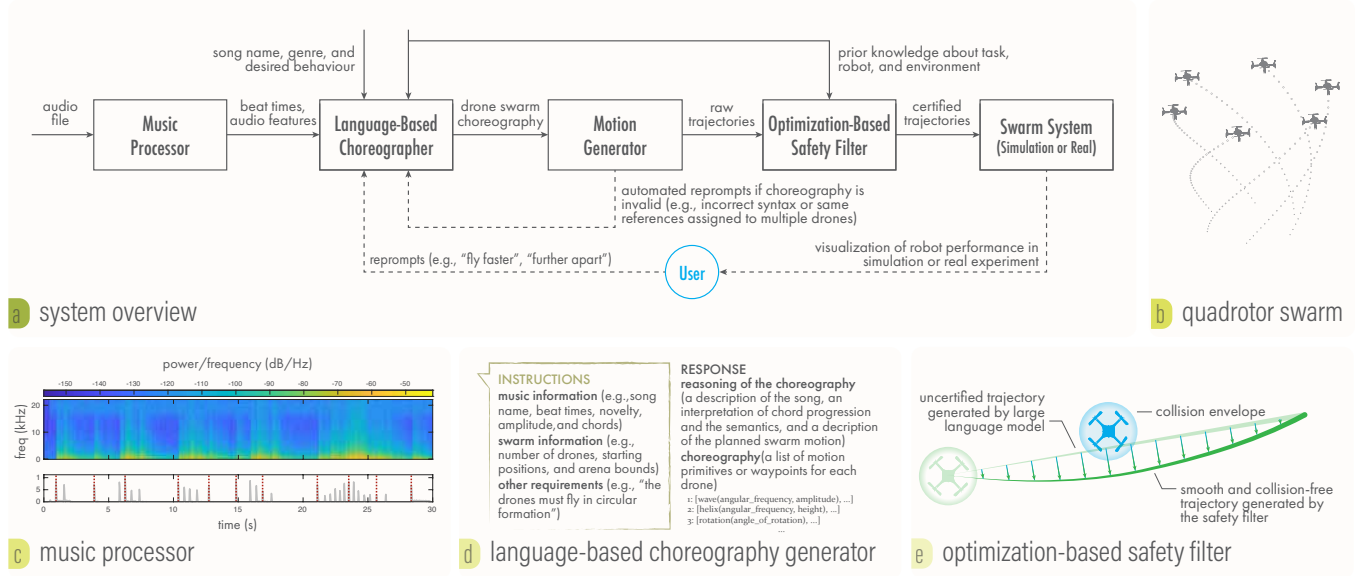 song name, genre, and
desired behaviour
prior knowledge about task,
robot, and environment
audio
file
Music
Processor
beat times,
audio features
Language-Based
Choreographer
drone swarm
choreography
Motion
Generator
raw
trajectories
Optimization-Based
Safety Filter
certified
trajectories
Swarm System
(Simulation or Real)
automated reprompts if choreography is
invalid (e.g., incorrect syntax or same
references assigned to multiple drones)
reprompts (e.g., “fly faster”, “further apart”)
User
visualization of robot performance in
simulation or real experiment
a system overview
b quadrotor swarm
power/frequency (dB/Hz)
-150 -140 -130 -120 -110 -100 -90 -80 -70 -60 -50
freq (kHz)
20
10
0
1
0.5
0
0 5 10 15 20 25 30
time (s)
c music processor
INSTRUCTIONS
music information (e.g.,song
name, beat times, novelty,
amplitude,and chords)
swarm information (e.g.,
number of drones, starting
positions, and arena bounds)
other requirements (e.g., “the
drones must fly in circular
formation”)
RESPONSE
reasoning of the choreography
(a description of the song, an
interpretation of chord progression
and the semantics, and a decription
of the planned swarm motion)
choreography(a list of motion
primitives or waypoints for each
drone)
1: [wave(angular_frequency, amplitude), ...]
2: [helix(angular_frequency, height), ...]
3: [rotation(angle_of_rotation), ...]
...
d language-based choreography generator
uncertified trajectory
generated by large
language model
collision envelope
smooth and collision-free
trajectory generated by
the safety filter
e optimization-based safety filter